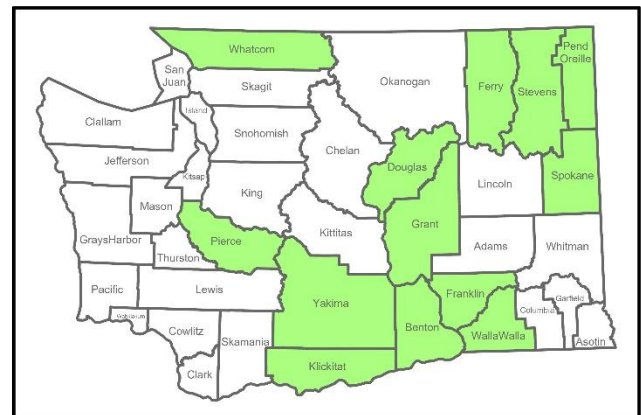 Whatcom
Pend
Oreille
San
Juan
Skagit
Okanogan
Ferry
Stevens
Island
Clallam
Snohomish
Chelan
Jefferson
Douglas
Kitsap
Lincoln
Spokane
King
Mason
Grant
GraysHarbor
Pierce
Kittitas
Adams
Whitman
Thurston
Pacific
Lewis
Franklin
Garfield
Yakima
Columbia
Benton
WallaWalla
Cowlitz
Skamania
Asotin
Klickitat
Clark